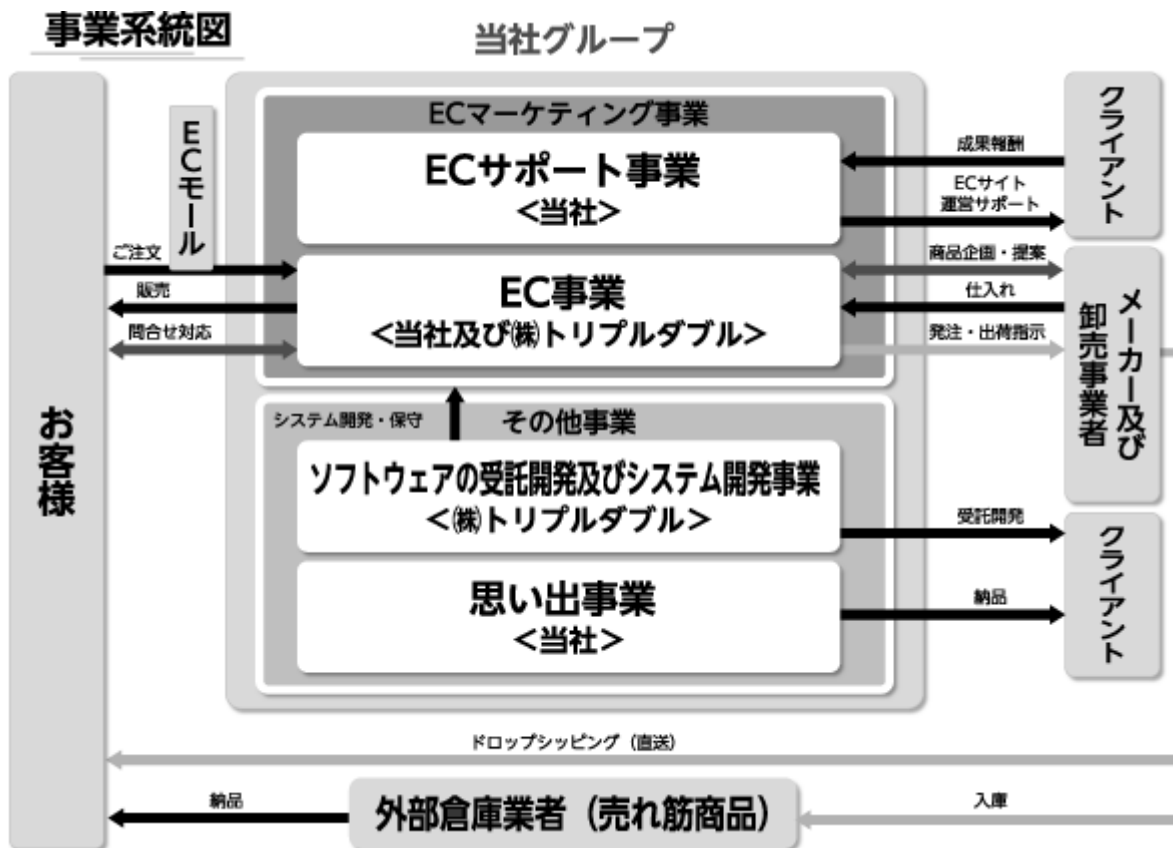 事業系統図
当社グループ
ECマーケティング事業
ECサポート事業
＜当社＞
EC事業
＜当社及び㈱トリプルダブル＞
ECモール
ご注文
販売
問合せ対応
お客様
成果報酬
ECサイト
運営サポート
クライアント
商品企画・提案
仕入れ
発注・出荷指示
メーカー及び
卸売事業者
システム開発・保守
その他事業
ソフトウェアの受託開発及びシステム開発事業
＜㈱トリプルダブル＞
思い出事業
＜当社＞
受託開発
納品
クライアント
ドロップシッピング（直送）
納品
外部倉庫業者（売れ筋商品）
入庫